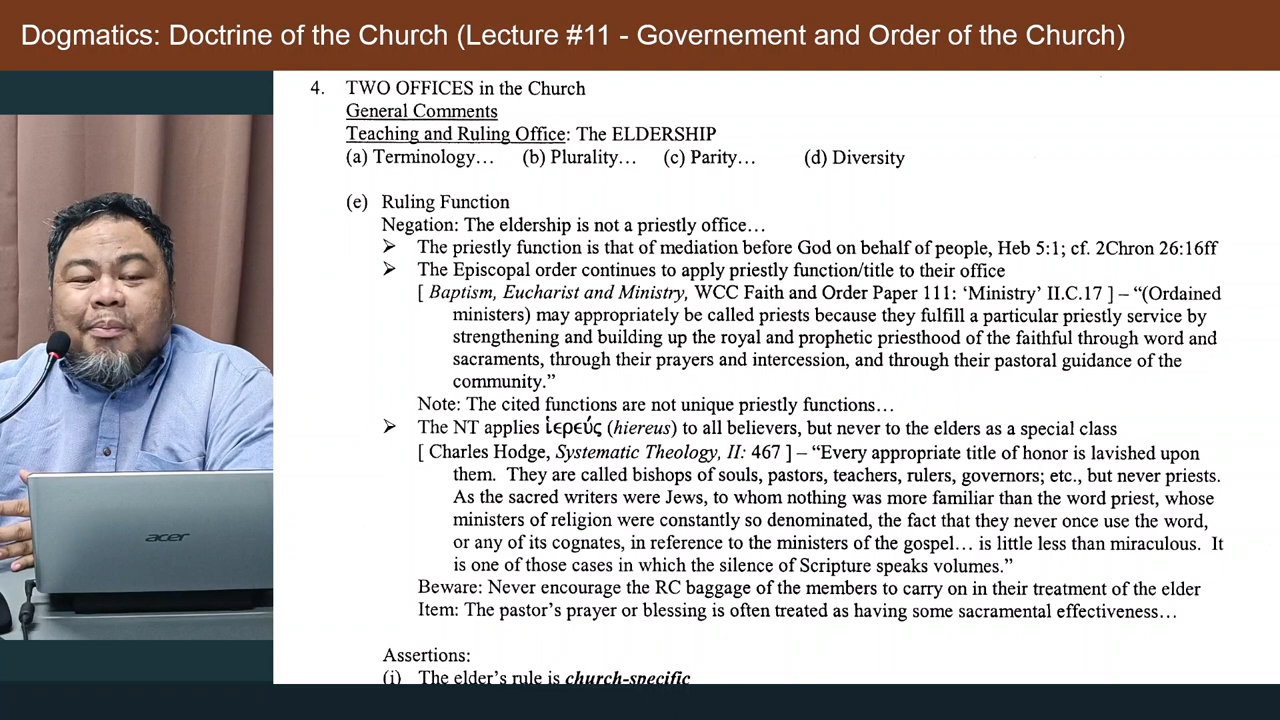 Dogmatics: Doctrine of the Church (Lecture #11 - Governement and Order of the Church)
4. TWO OFFICES in the Church
General Comments
Teaching and Ruling Office: The ELDERSHIP
(a) Terminology… (b) Plurality… (c) Parity… (d) Diversity
(e) Ruling Function
Negation: The eldership is not a priestly office…
➢ The priestly function is that of mediation before God on behalf of people, Heb 5:1; cf. 2Chron 26:16ff
➢ The Episcopal order continues to apply priestly function/title to their office
[ Baptism, Eucharist and Ministry, WCC Faith and Order Paper 111: ‘Ministry’ II.C.17 ] – “(Ordained
ministers) may appropriately be called priests because they fulfill a particular priestly service by
strengthening and building up the royal and prophetic priesthood of the faithful through word and
sacraments, through their prayers and intercession, and through their pastoral guidance of the
community.”
Note: The cited functions are not unique priestly functions…
➢ The NT applies ἱερεύς (hiereus) to all believers, but never to the elders as a special class
[ Charles Hodge, Systematic Theology, II: 467 ] – “Every appropriate title of honor is lavished upon
them. They are called bishops of souls, pastors, teachers, rulers, governors; etc., but never priests.
As the sacred writers were Jews, to whom nothing was more familiar than the word priest, whose
ministers of religion were constantly so denominated, the fact that they never once use the word,
or any of its cognates, in reference to the ministers of the gospel… is little less than miraculous. It
is one of those cases in which the silence of Scripture speaks volumes.”
Beware: Never encourage the RC baggage of the members to carry on in their treatment of the elder
Item: The pastor’s prayer or blessing is often treated as having some sacramental effectiveness…
Assertions:
(i) The elder’s rule is church-specific
acer